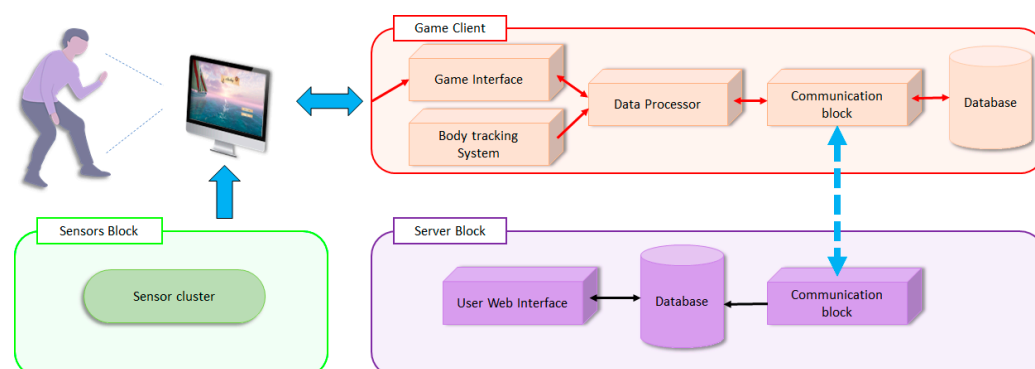 Game Client
Game Interface
Body tracking
System
Data Processor
Communication
block
Database
Sensors Block
Sensor cluster
Server Block
User Web Interface
Database
Communication
block